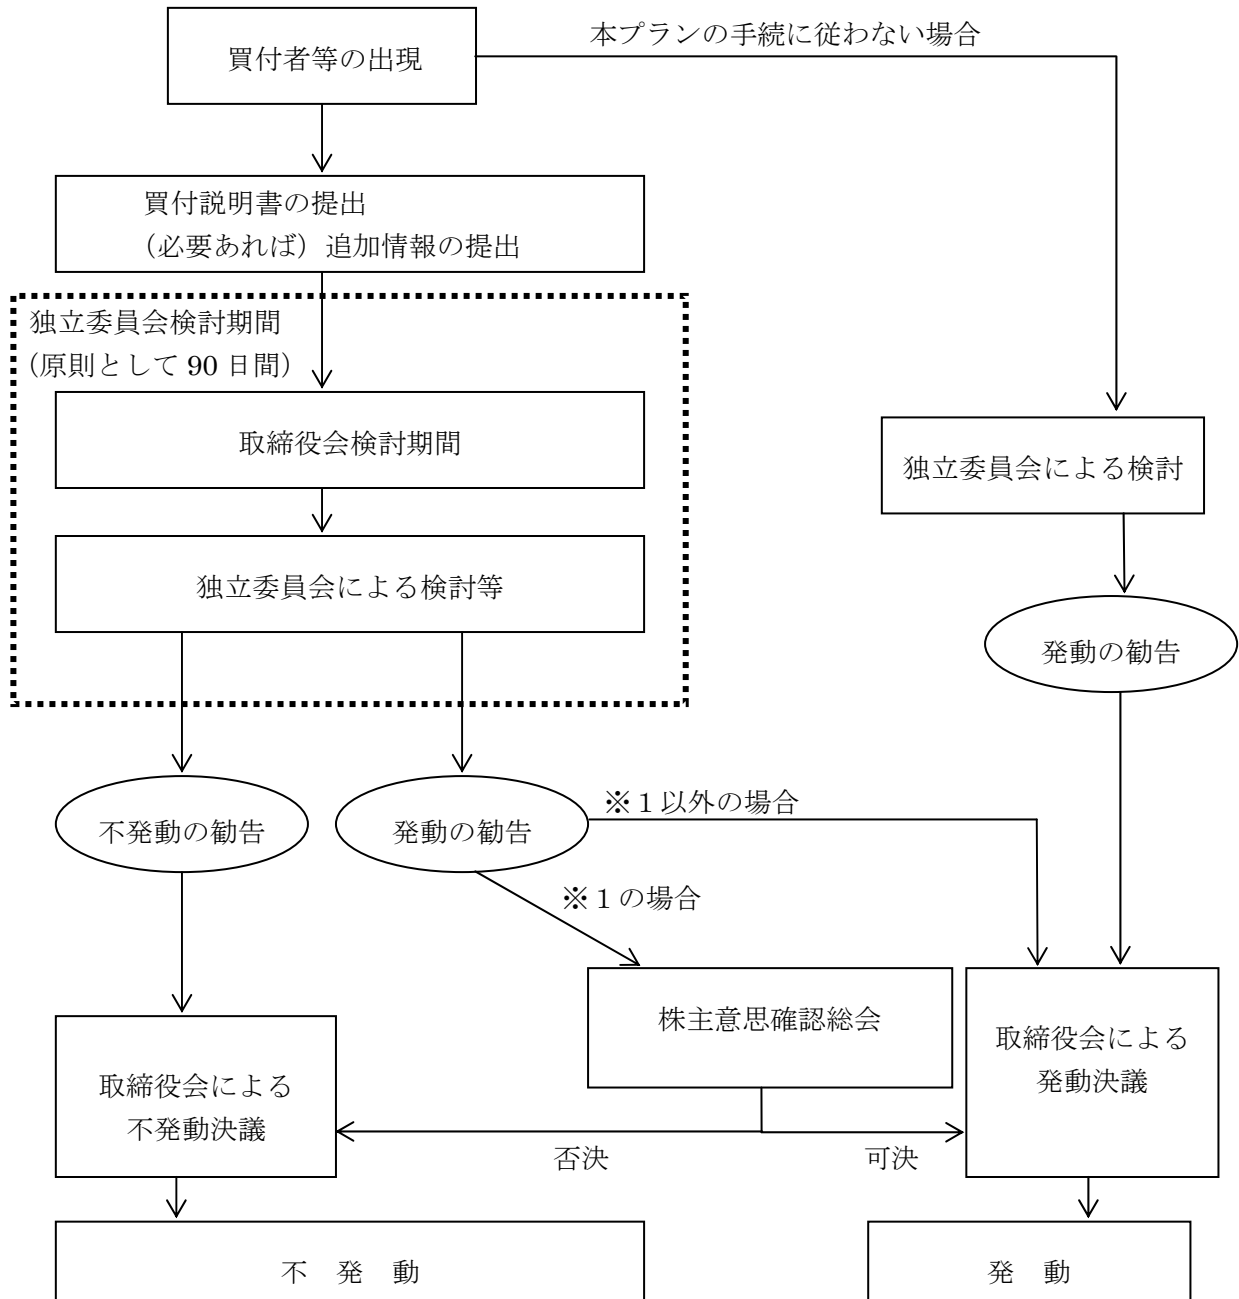 本プランの手続に従わない場合
買付者等の出現
買付説明書の提出
（必要あれば）追加情報の提出
独立委員会検討期間
（原則として 90 日間）
取締役会検討期間
独立委員会による検討
独立委員会による検討等
発動の勧告
※１以外の場合
不発動の勧告
発動の勧告
※１の場合
株主意思確認総会
取締役会による
発動決議
取締役会による
不発動決議
否決
可決
不　発　動
発　動